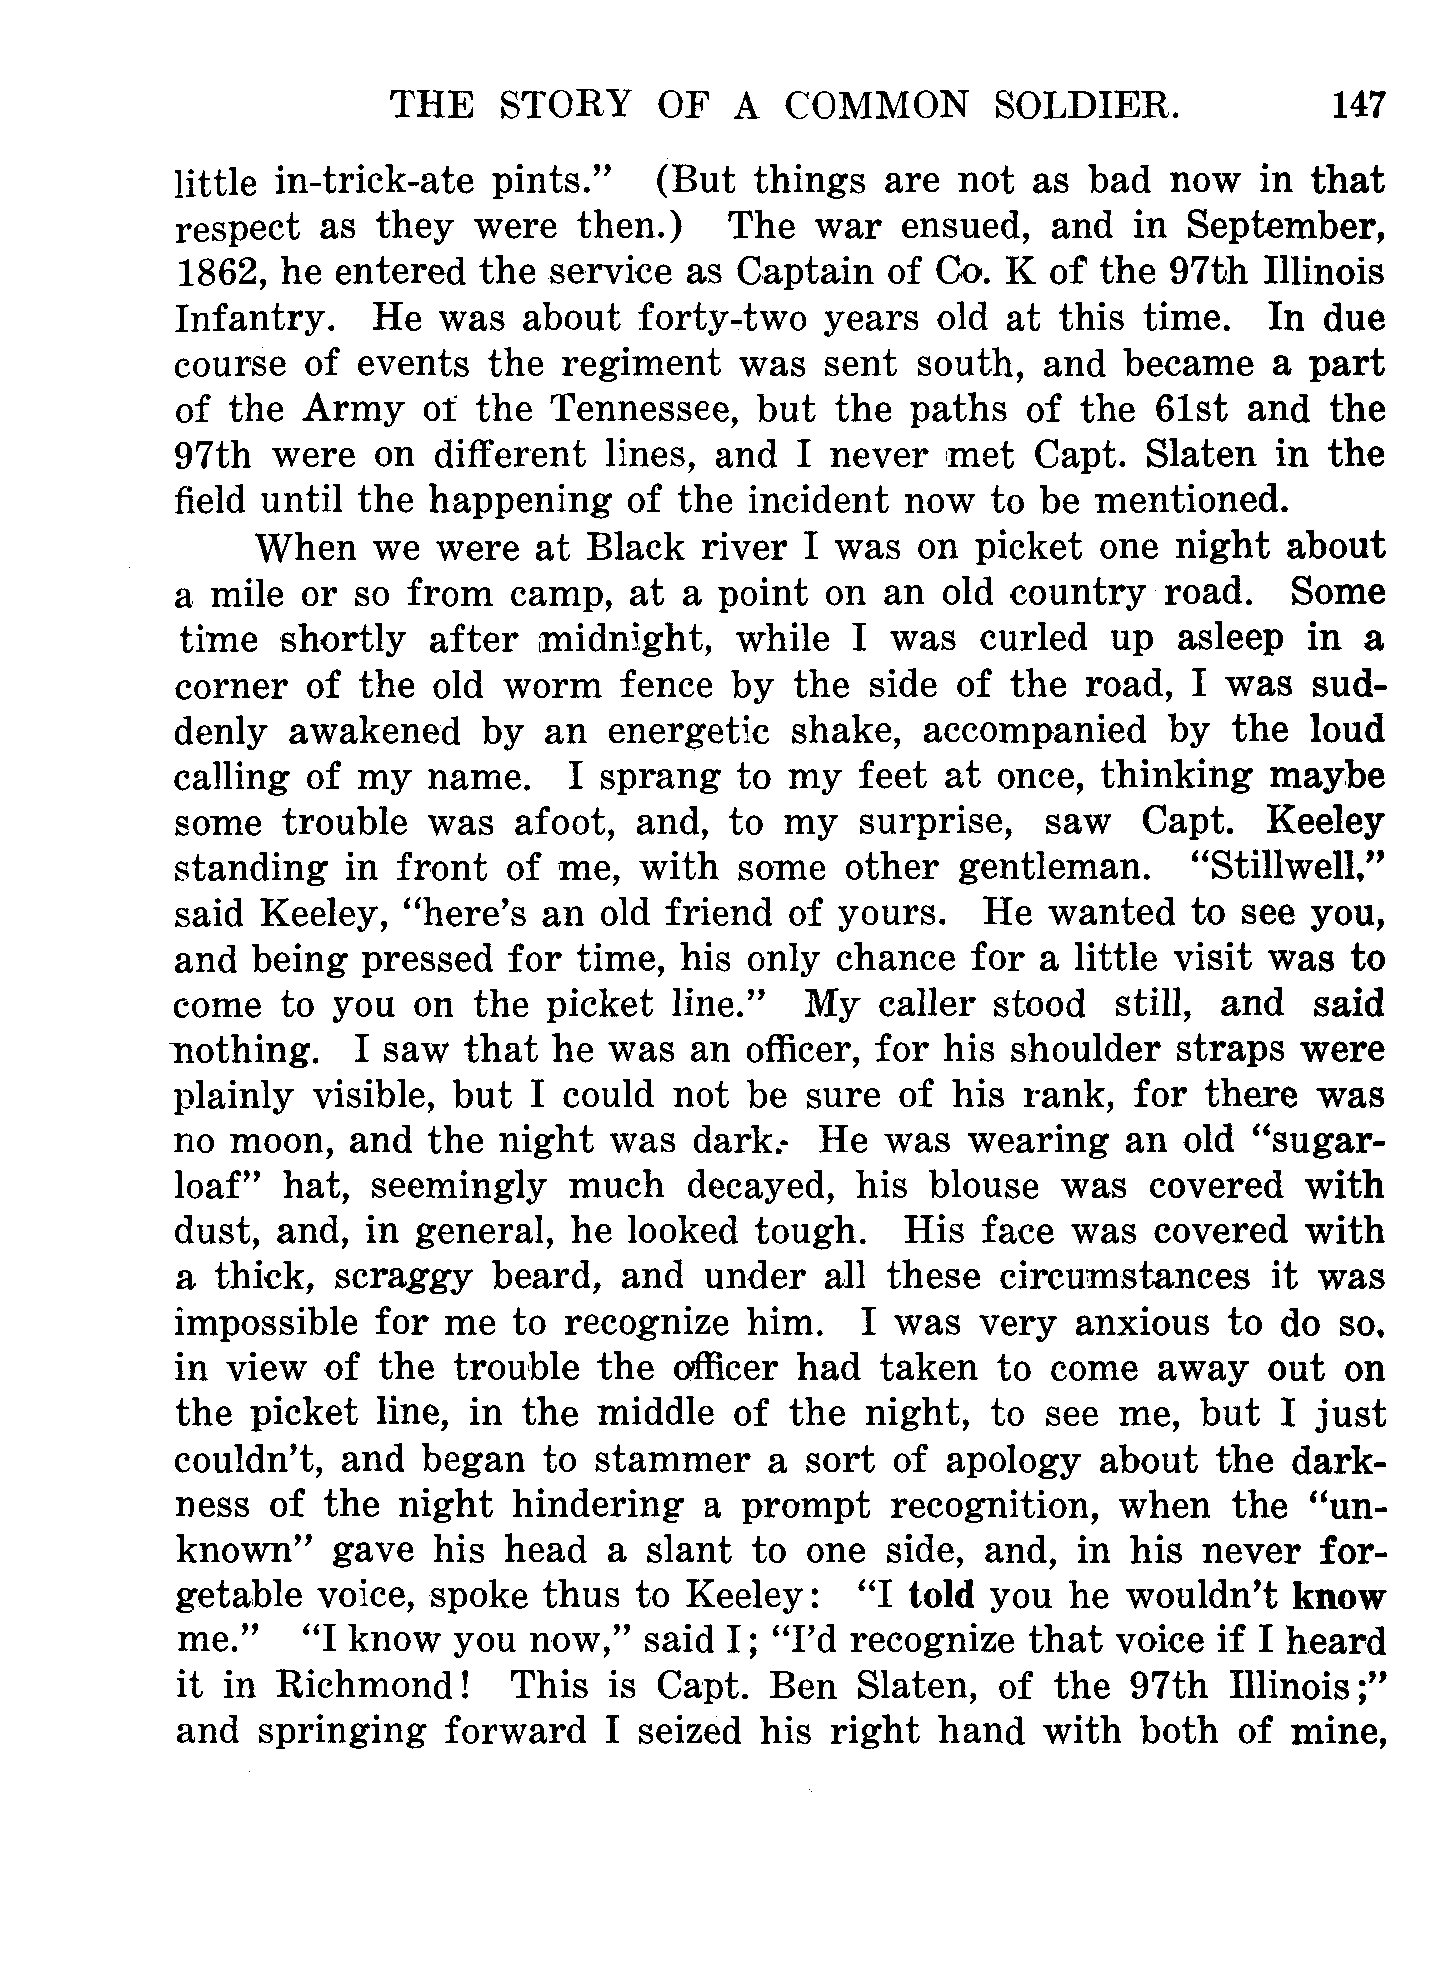 THE STORY OF A COMMON SOLDIER. 147
little in-trick-ate pints." (But things are not as bad now in that
respect as they were then.) The war ensued, and in September,
1862, he entered the service as Captain of Co. K of the 97th Illinois
Infantry. He was about forty-two years old at this time. In due
course of events the regiment was sent south, and became a part
of the Army of the Tennessee, but the paths of the 61st and the
97th were on different lines, and I never met Capt. Slaten in the
field until the happening of the incident now to be mentioned.
When we were at Black river I was on picket one night about
a mile or so from camp, at a point on an old country road. Some
time shortly after midnight, while I was curled up asleep in a
corner of the old worm fence by the side of the road, I was sud-
denly awakened by an energetic shake, accompanied by the loud
calling of my name. I sprang to my feet at once, thinking maybe
some trouble was afoot, and, to my surprise, saw Capt. Keeley
standing in front of me, with some other gentleman. "Stillwell,"
said Keeley, "here's an old friend of yours. He wanted to see you,
and being pressed for time, his only chance for a little visit was to
come to you on the picket line." My caller stood still, and said
nothing. I saw that he was an officer, for his shoulder straps were
plainly visible, but I could not be sure of his rank, for there was
no moon, and the night was dark. He was wearing an old "sugar-
loaf" hat, seemingly much decayed, his blouse was covered with
dust, and, in general, he looked tough. His face was covered with
a thick, scraggy beard, and under all these circumstances it was
impossible for me to recognize him. I was very anxious to do so,
in view of the trouble the officer had taken to come away out on
the picket line, in the middle of the night, to see me, but I just
couldn't, and began to stammer a sort of apology about the dark-
ness of the night hindering a prompt recognition, when the "un-
known" gave his head a slant to one side, and, in his never for-
getable voice, spoke thus to Keeley: "I told you he wouldn't know
me." "I know you now," said I; "I'd recognize that voice if I heard
it in Richmond! This is Capt. Ben Slaten, of the 97th Illinois;"
and springing forward I seized his right hand with both of mine,